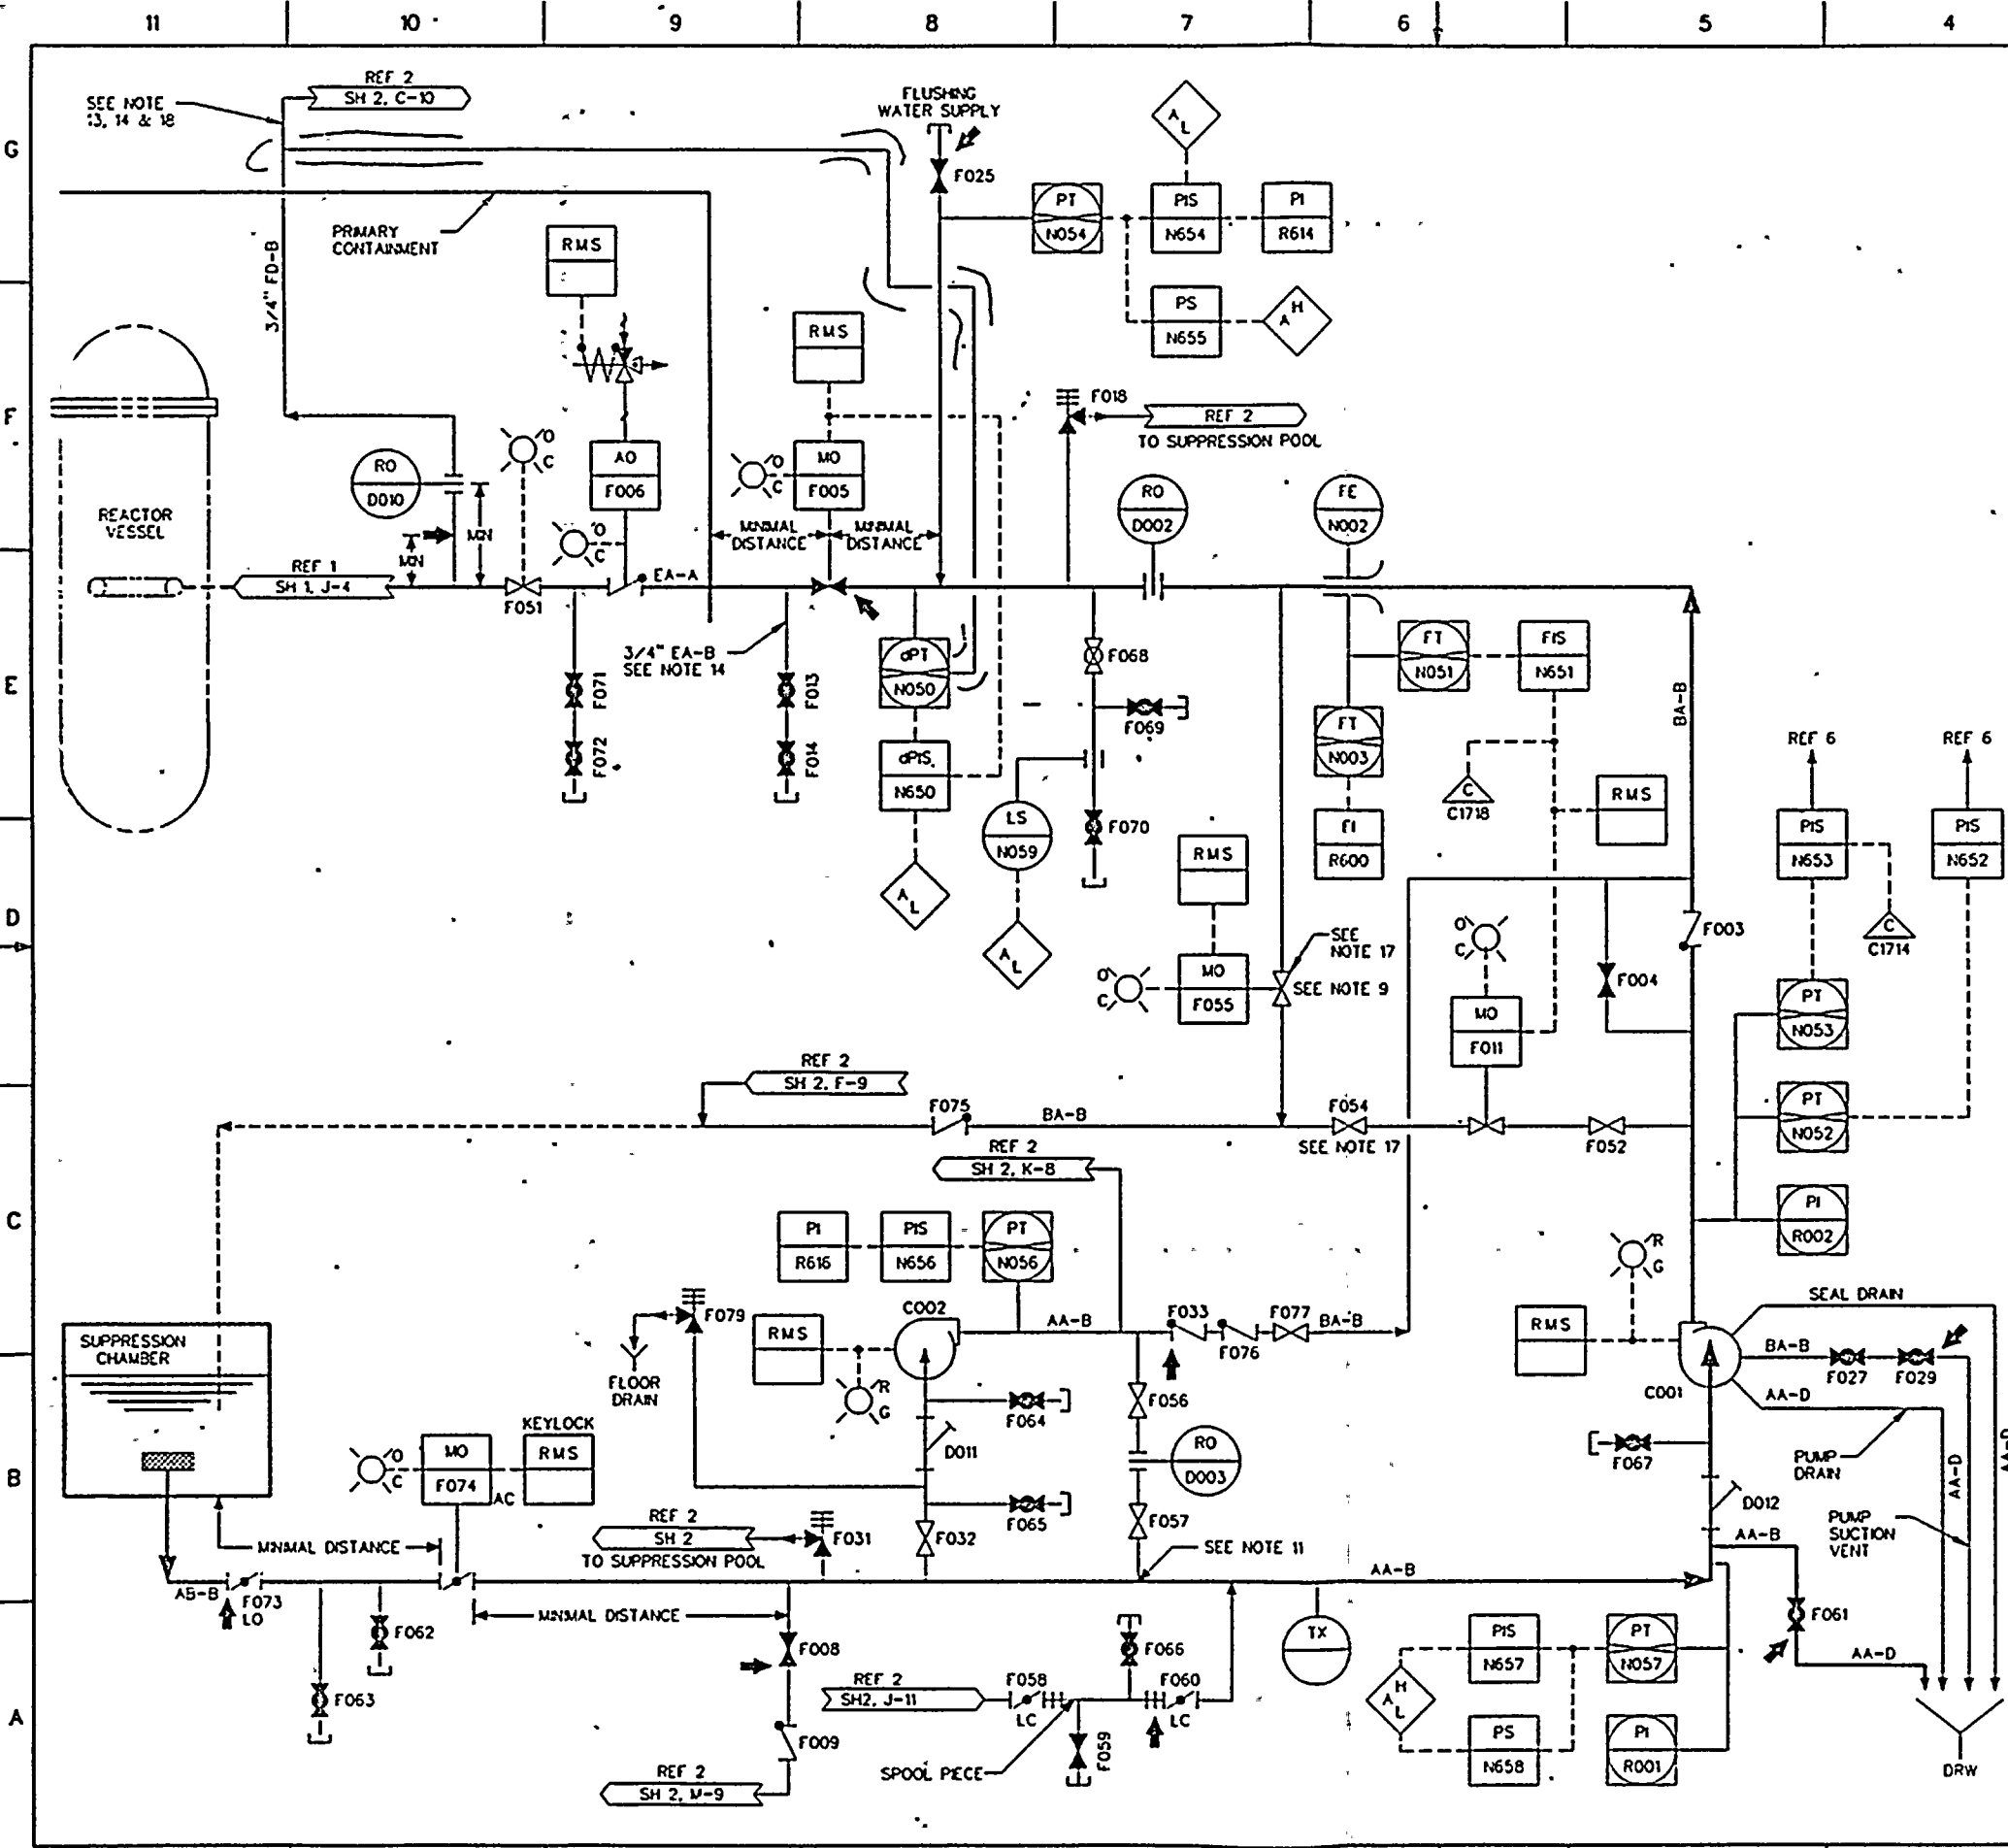 11
10
9
8
7
6
5
4
G
F
E
D
C
B
A
REF 2
SH 2, C-10
SEE NOTE
13, 14 & 18
FLUSHING
WATER SUPPLY
F025
A L
PT
N054
PIS
N654
PI
R614
PS
N655
A H
PRIMARY
CONTAINMENT
3/4" FD-B
RMS
RMS
F018
REF 2
TO SUPPRESSION POOL
AO
F006
O
C
MO
F005
O
C
RO
D010
O
C
RO
D002
FE
N002
REACTOR
VESSEL
MIN
MIN
MINIMAL
DISTANCE
MINIMAL
DISTANCE
REF 1
SH 1, J-4
F051
EA-A
3/4" EA-B
SEE NOTE 14
F071
F072
F013
F014
dPT
N050
dPIS
N650
A L
F068
F069
F070
LS
N059
A L
FT
N051
FIS
N651
FT
N003
FI
R600
C
C1718
RMS
BA-B
REF 6
REF 6
PIS
N653
PIS
N652
C
C1714
RMS
MO
F055
O
C
SEE
NOTE 17
SEE NOTE 9
O
C
MO
F011
F004
F003
PT
N053
PT
N052
PI
R002
REF 2
SH 2, F-9
F075
BA-B
F054
SEE NOTE 17
F052
REF 2
SH 2, K-8
PI
R616
PIS
N656
PT
N056
F079
FLOOR
DRAIN
RMS
C002
R
G
AA-B
F033
F076
F077
BA-B
R
G
RMS
C001
SEAL DRAIN
BA-B
F027
F029
AA-D
PUMP
DRAIN
AA-D
AA-D
PUMP
SUCTION
VENT
SUPPRESSION
CHAMBER
KEYLOCK
MO
F074
RMS
AC
O
C
F064
D011
F065
F032
F056
RO
D003
F057
F067
D012
AA-B
REF 2
SH 2
TO SUPPRESSION POOL
F031
SEE NOTE 11
AA-B
MINIMAL DISTANCE
AB-B
F073
LO
MINIMAL DISTANCE
F062
F063
F008
F009
REF 2
SH 2, M-9
REF 2
SH2, J-11
F058
LC
F066
F060
LC
F059
SPOOL PIECE
TX
PIS
N657
PT
N057
A H L
PS
N658
PI
R001
F061
AA-D
DRW